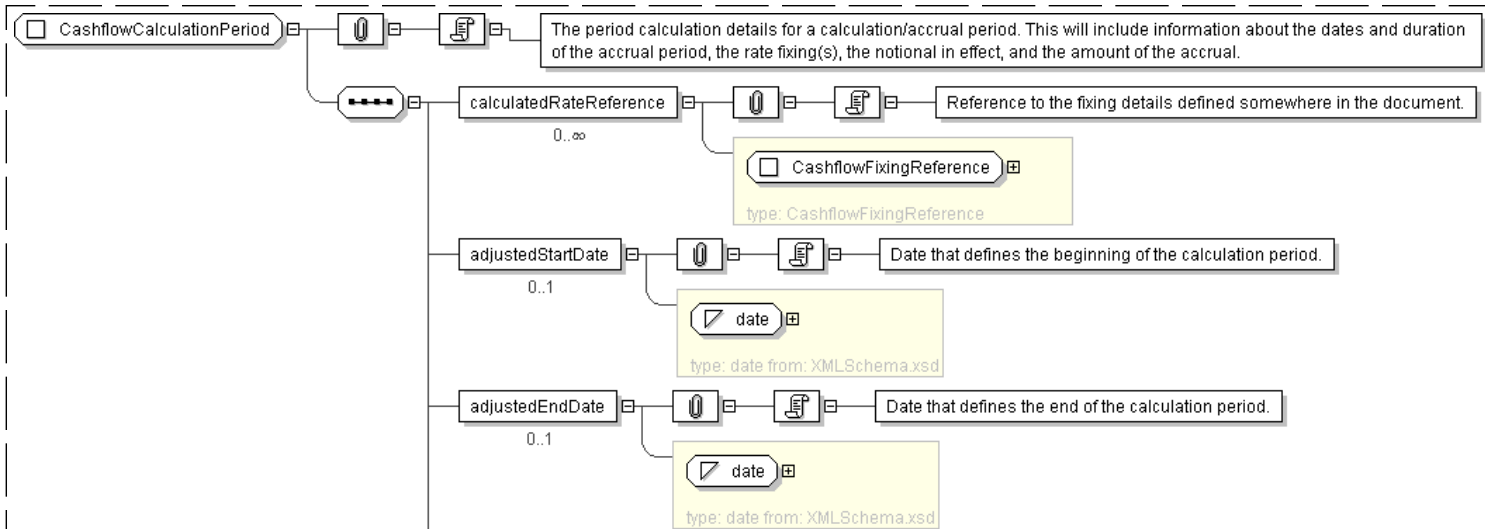 CashflowCalculationPeriod
The period calculation details for a calculation/accrual period. This will include information about the dates and duration
of the accrual period, the rate fixing(s), the notional in effect, and the amount of the accrual.
calculatedRateReference
Reference to the fixing details defined somewhere in the document.
0..∞
CashflowFixingReference
type: CashflowFixingReference
adjustedStartDate
Date that defines the beginning of the calculation period.
0..1
date
type: date from: XMLSchema.xsd
adjustedEndDate
Date that defines the end of the calculation period.
0..1
date
type: date from: XMLSchema.xsd